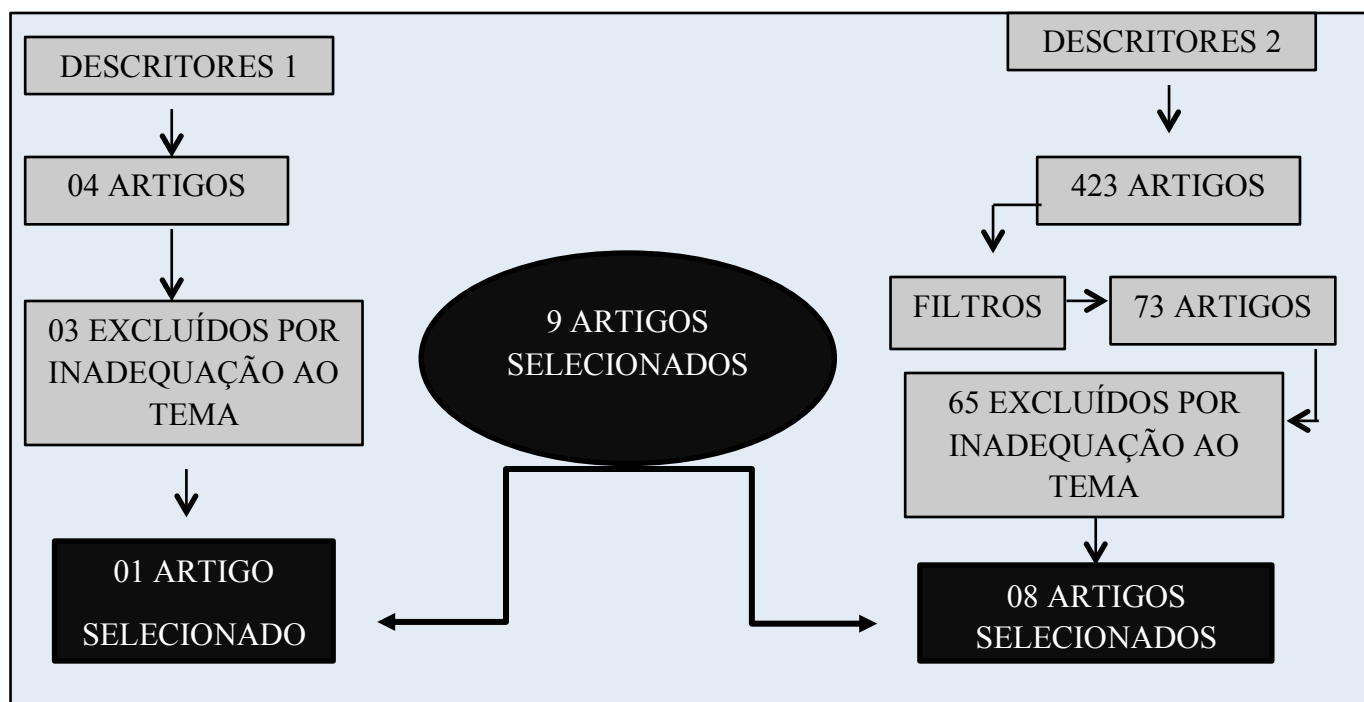 DESCRITORES 1
04 ARTIGOS
03 EXCLUÍDOS POR
INADEQUAÇÃO AO
TEMA
01 ARTIGO
SELECIONADO
9 ARTIGOS
SELECIONADOS
DESCRITORES 2
423 ARTIGOS
FILTROS
73 ARTIGOS
65 EXCLUÍDOS POR
INADEQUAÇÃO AO
TEMA
08 ARTIGOS
SELECIONADOS